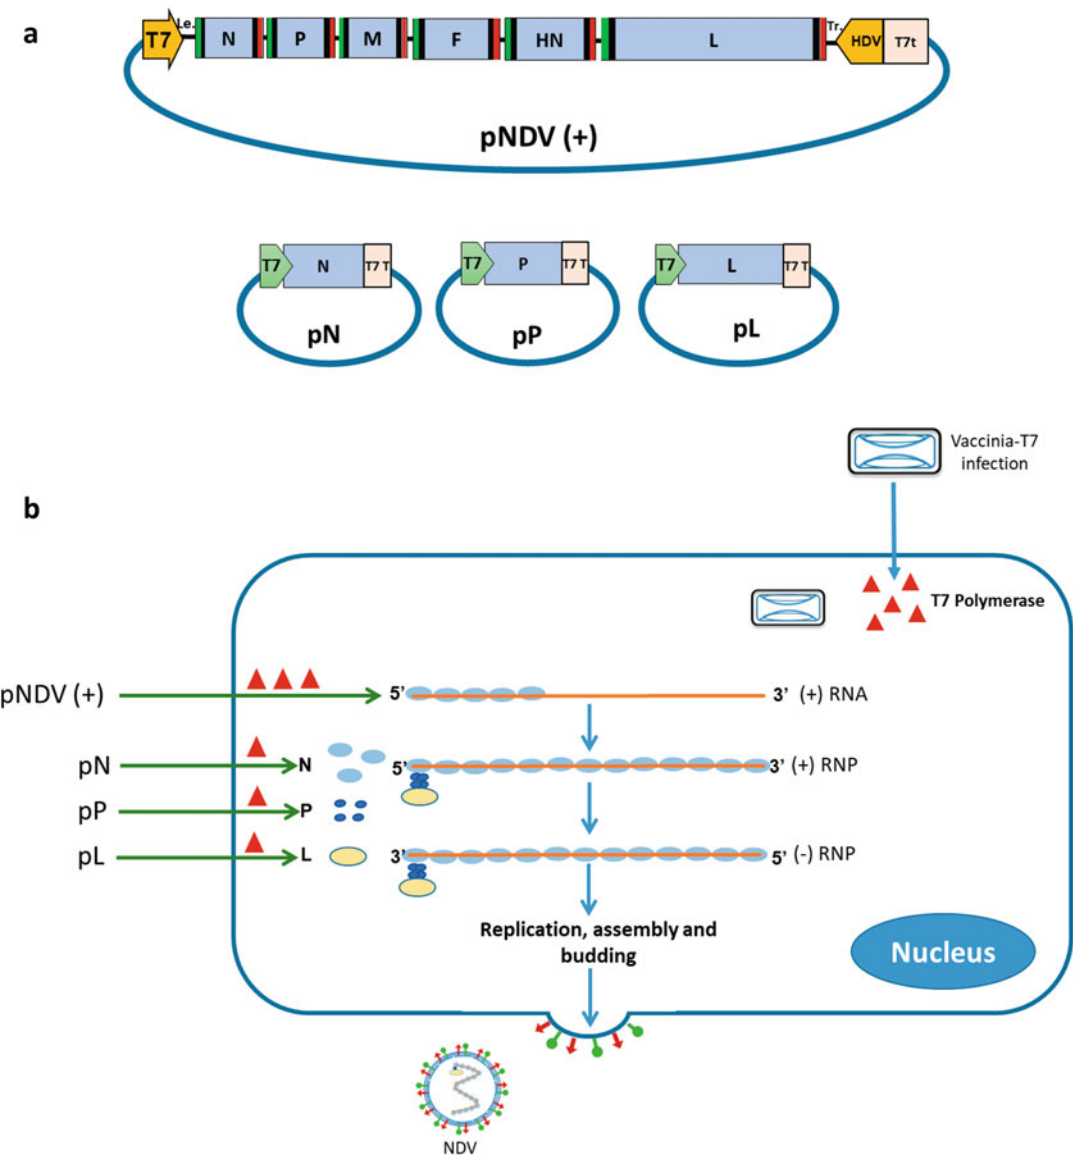 a
T7 Le. N P M F HN L Tr. HDV T7t
pNDV (+)
T7 N T7 T
pN
T7 P T7 T
pP
T7 L T7 T
pL
Vaccinia-T7
infection
b
T7 Polymerase
pNDV (+) 5’ 3’ (+) RNA
pN N 5’ 3’ (+) RNP
pP P
pL L 3’ 5’ (-) RNP
Replication, assembly and
budding
Nucleus
NDV